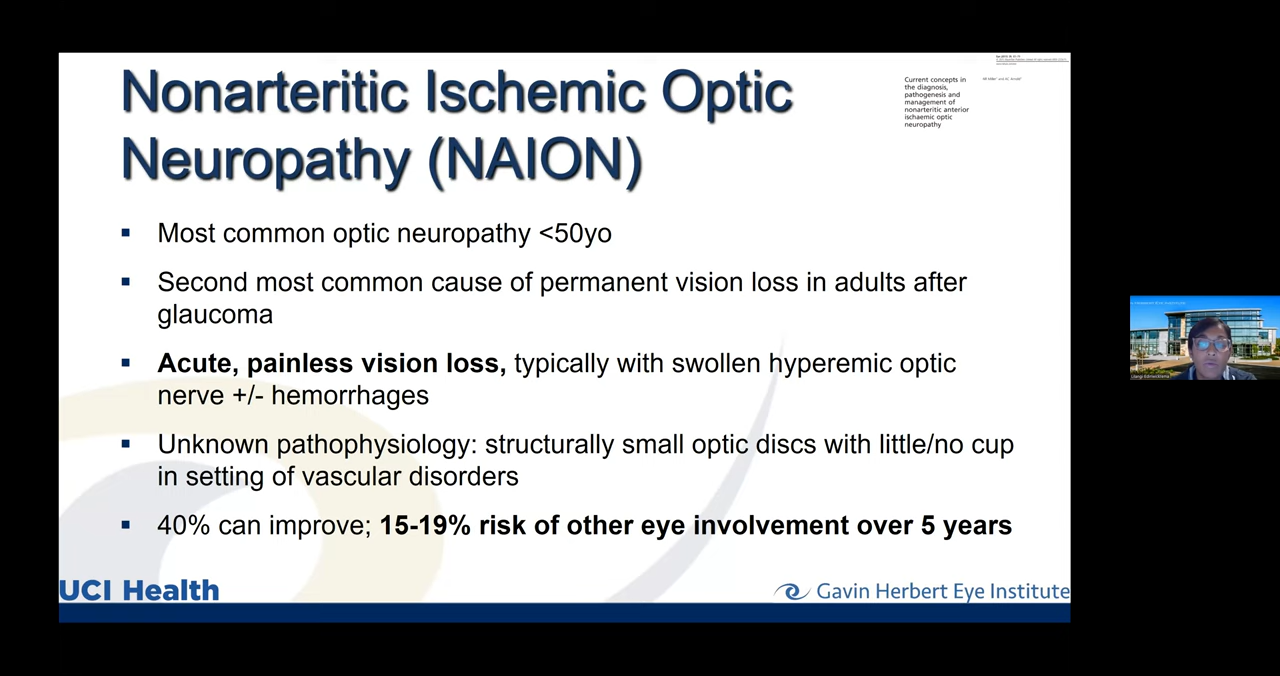 Nonarteritic Ischemic Optic
Neuropathy (NAION)
Current concepts in
the diagnosis,
pathogenesis and
management of
nonarteritic anterior
ischaemic optic
neuropathy
Most common optic neuropathy <50yo
Second most common cause of permanent vision loss in adults after
glaucoma
Acute, painless vision loss, typically with swollen hyperemic optic
nerve +/- hemorrhages
Unknown pathophysiology: structurally small optic discs with little/no cup
in setting of vascular disorders
40% can improve; 15-19% risk of other eye involvement over 5 years
UCI Health
Gavin Herbert Eye Institute